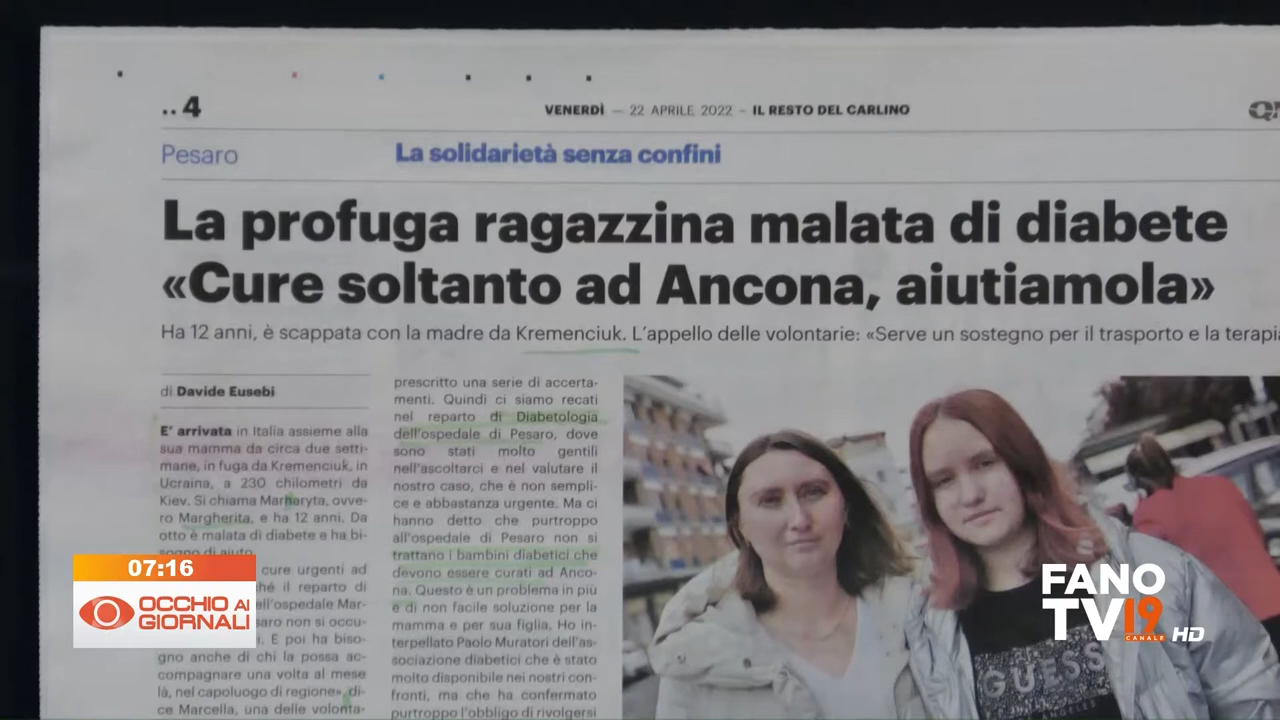 ..4
VENERDÌ — 22 APRILE 2022 – IL RESTO DEL CARLINO
Pesaro
La solidarietà senza confini
La profuga ragazzina malata di diabete
«Cure soltanto ad Ancona, aiutiamola»
Ha 12 anni, è scappata con la madre da Kremenciuk. L'appello delle volontarie: «Serve un sostegno per il trasporto e la terapi
di Davide Eusebi
E' arrivata in Italia assieme alla
sua mamma da circa due setti-
mane, in fuga da Kremenciuk, in
Ucraina, a 230 chilometri da
Kiev. Si chiama Marharyta, ovve-
ro Margherita, e ha 12 anni. Da
otto è malata di diabete e ha bi-
sogno di aiuto.
cure urgenti ad
hé il reparto di
ell'ospedale Mar-
saro non si occu-
i. E poi ha biso-
gno anche di chi la possa ac-
compagnare una volta al mese
là, nel capoluogo di regione», di-
ce Marcella, una delle volonta-
prescritto una serie di accerta-
menti. Quindi ci siamo recati
nel reparto di Diabetologia
dell'ospedale di Pesaro, dove
sono stati molto gentili
nell'ascoltarci e nel valutare il
nostro caso, che è non sempli-
ce e abbastanza urgente. Ma ci
hanno detto che purtroppo
all'ospedale di Pesaro non si
trattano i bambini diabetici che
devono essere curati ad Anco-
na. Questo è un problema in più
e di non facile soluzione per la
mamma e per sua figlia. Ho in-
terpellato Paolo Muratori dell'as-
sociazione diabetici che è stato
molto disponibile nei nostri con-
fronti, ma che ha confermato
purtroppo l'obbligo di rivolgersi
GUESS
07:16
OCCHIO AI
GIORNALI
FANO
TV19
CANALE
HD